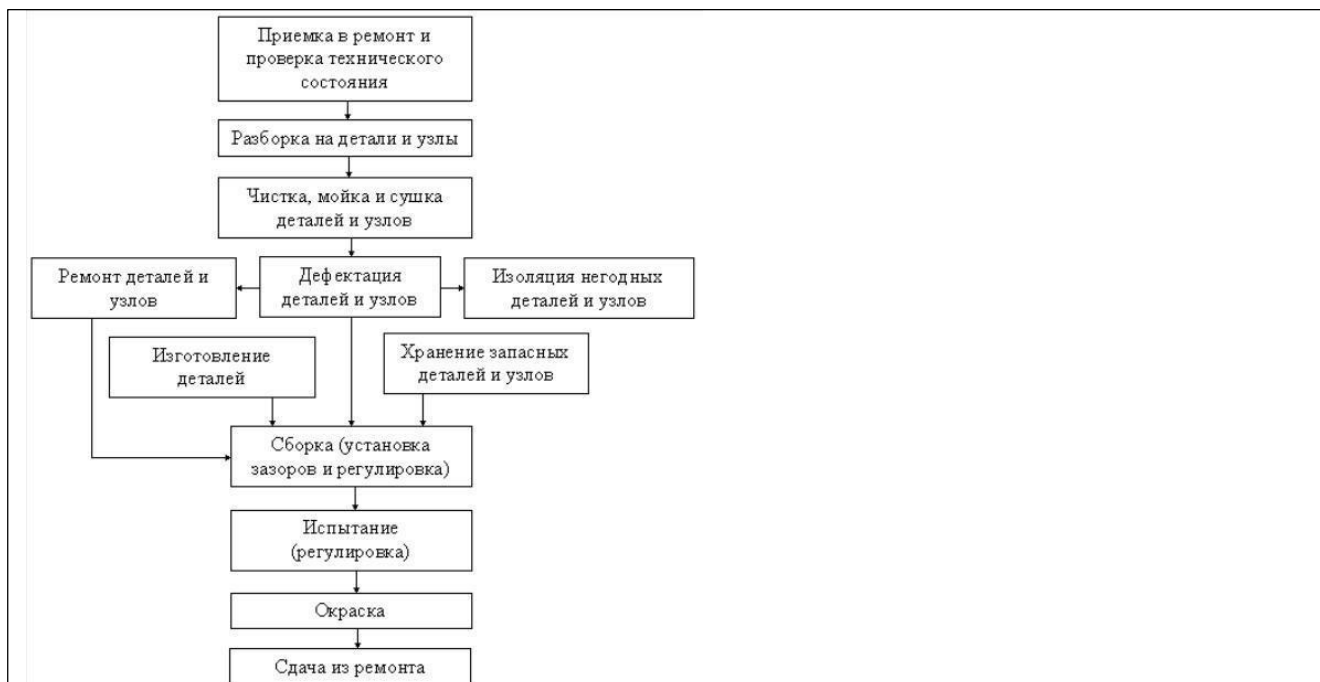 Приемка в ремонт и
проверка технического
состояния
Разборка на детали и узлы
Чистка, мойка и сушка
деталей и узлов
Ремонт деталей и
узлов
Дефектация
деталей и узлов
Изоляция негодных
деталей и узлов
Изготовление
деталей
Хранение запасных
деталей и узлов
Сборка (установка
зазоров и регулировка)
Испытание
(регулировка)
Окраска
Сдача из ремонта